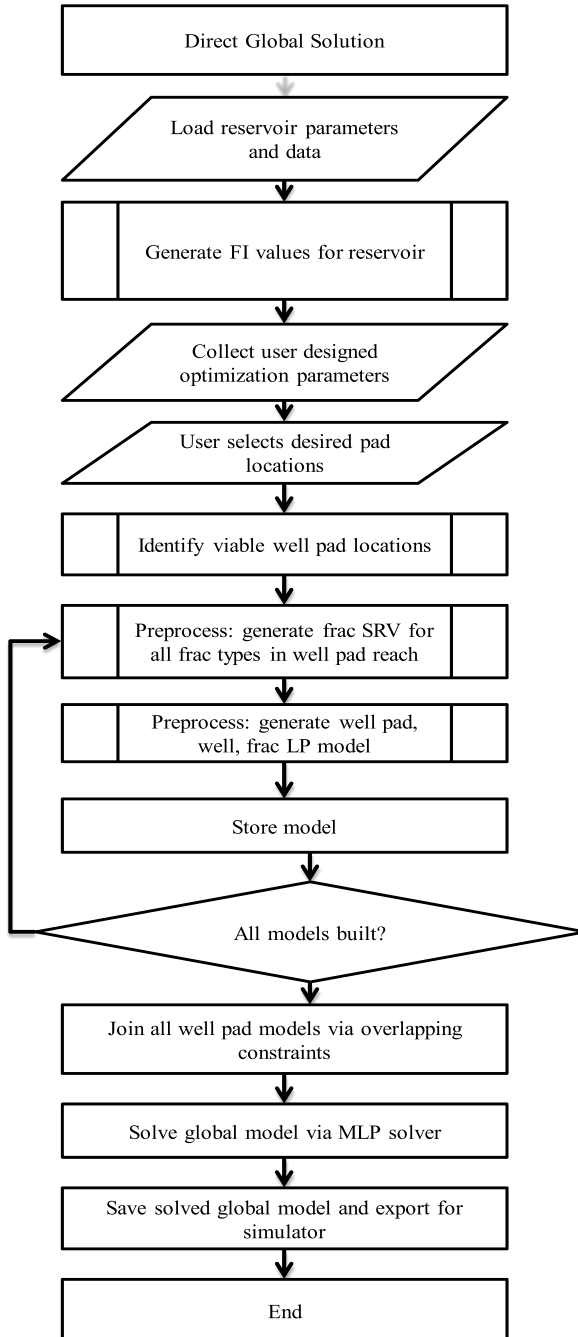 Direct Global Solution
Load reservoir parameters
and data
Generate FI values for reservoir
Collect user designed
optimization parameters
User selects desired pad
locations
Identify viable well pad locations
Preprocess: generate frac SRV for
all frac types in well pad reach
Preprocess: generate well pad,
well, frac LP model
Store model
All models built?
Join all well pad models via overlapping
constraints
Solve global model via MLP solver
Save solved global model and export for
simulator
End